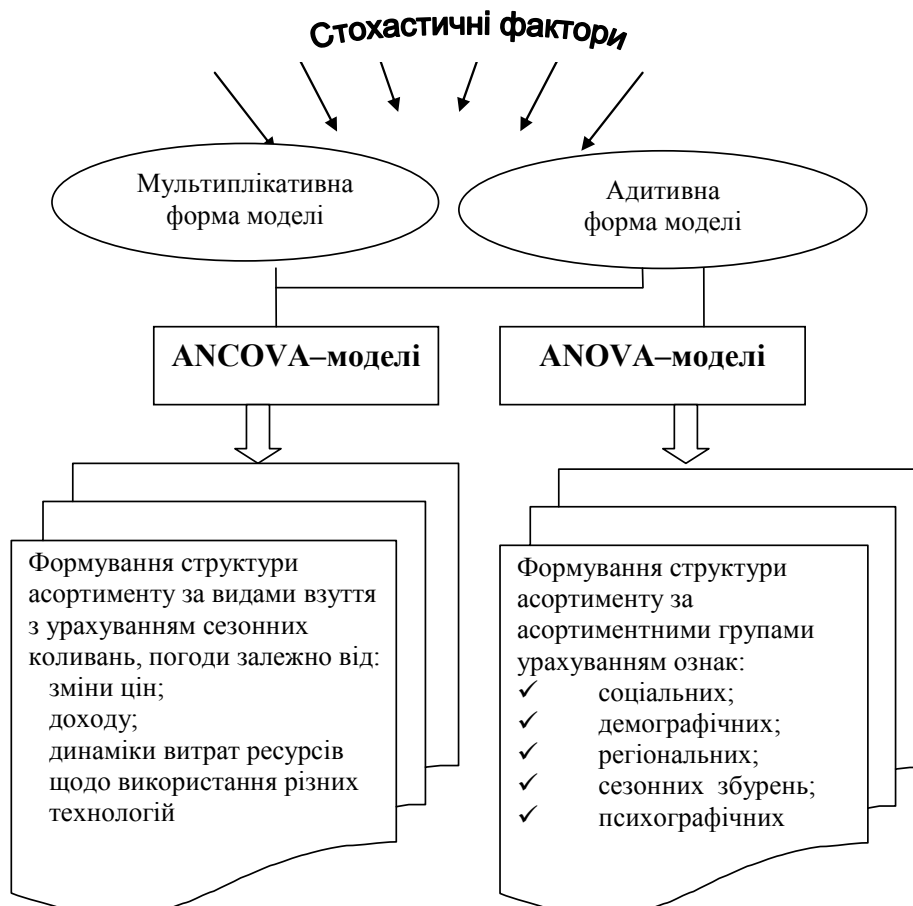 Стохастичні фактори
Мультиплікативна
форма моделі
Адитивна
форма моделі
ANCOVA–моделі
ANOVA–моделі
Формування структури
асортименту за видами взуття
з урахуванням сезонних
коливань, погоди залежно від:
зміни цін;
доходу;
динаміки витрат ресурсів
щодо використання різних
технологій
Формування структури
асортименту за
асортиментними групами
урахуванням ознак:
✓ соціальних;
✓ демографічних;
✓ регіональних;
✓ сезонних збурень;
✓ психографічних